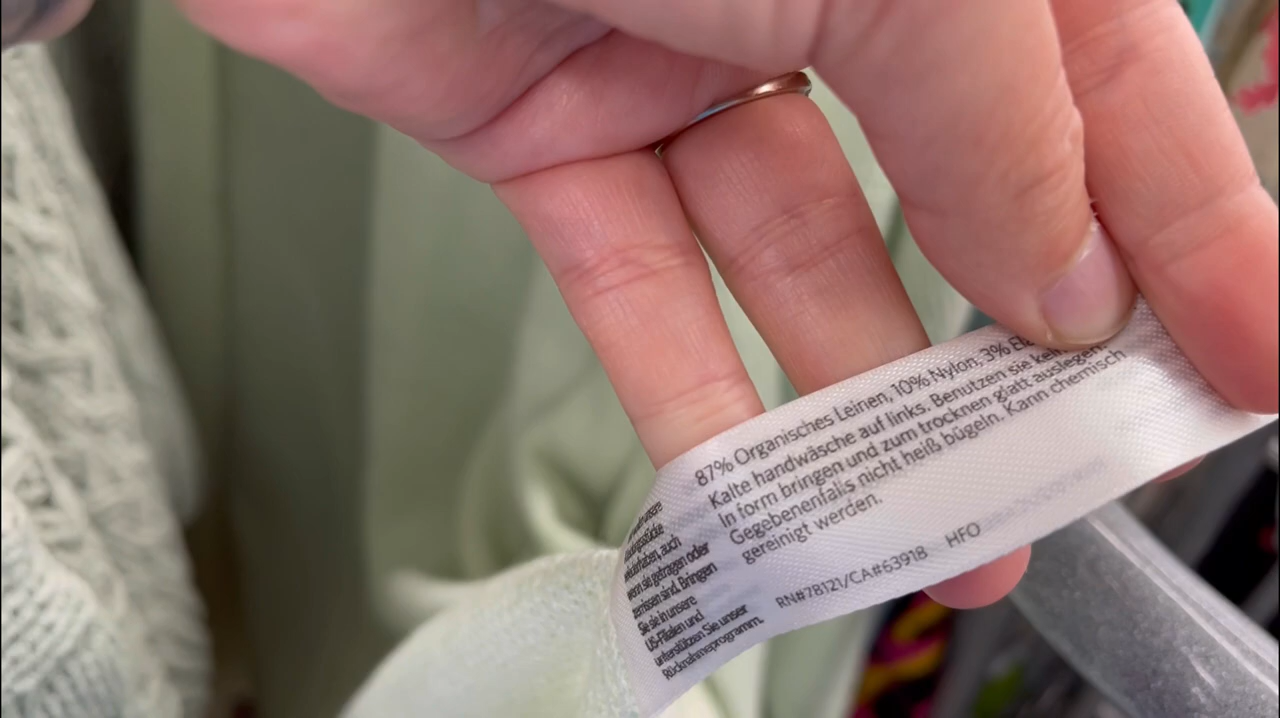 87% Organisches Leinen, 10% Nylon, 3%
Kalte handwäsche auf links. Benutzen sie
In form bringen und zum trocknen glatt auslegen.
Gegebenenfalls nicht heiß bügeln. Kann chemisch
gereinigt werden.
RN#78121/CA#63918 HFO
unsere
auch
wenn sie getragen oder
zerrissen sind. Bringen
Sie sie in unsere
US-Filialen und
unterstützen Sie unser
Rücknahmeprogramm.